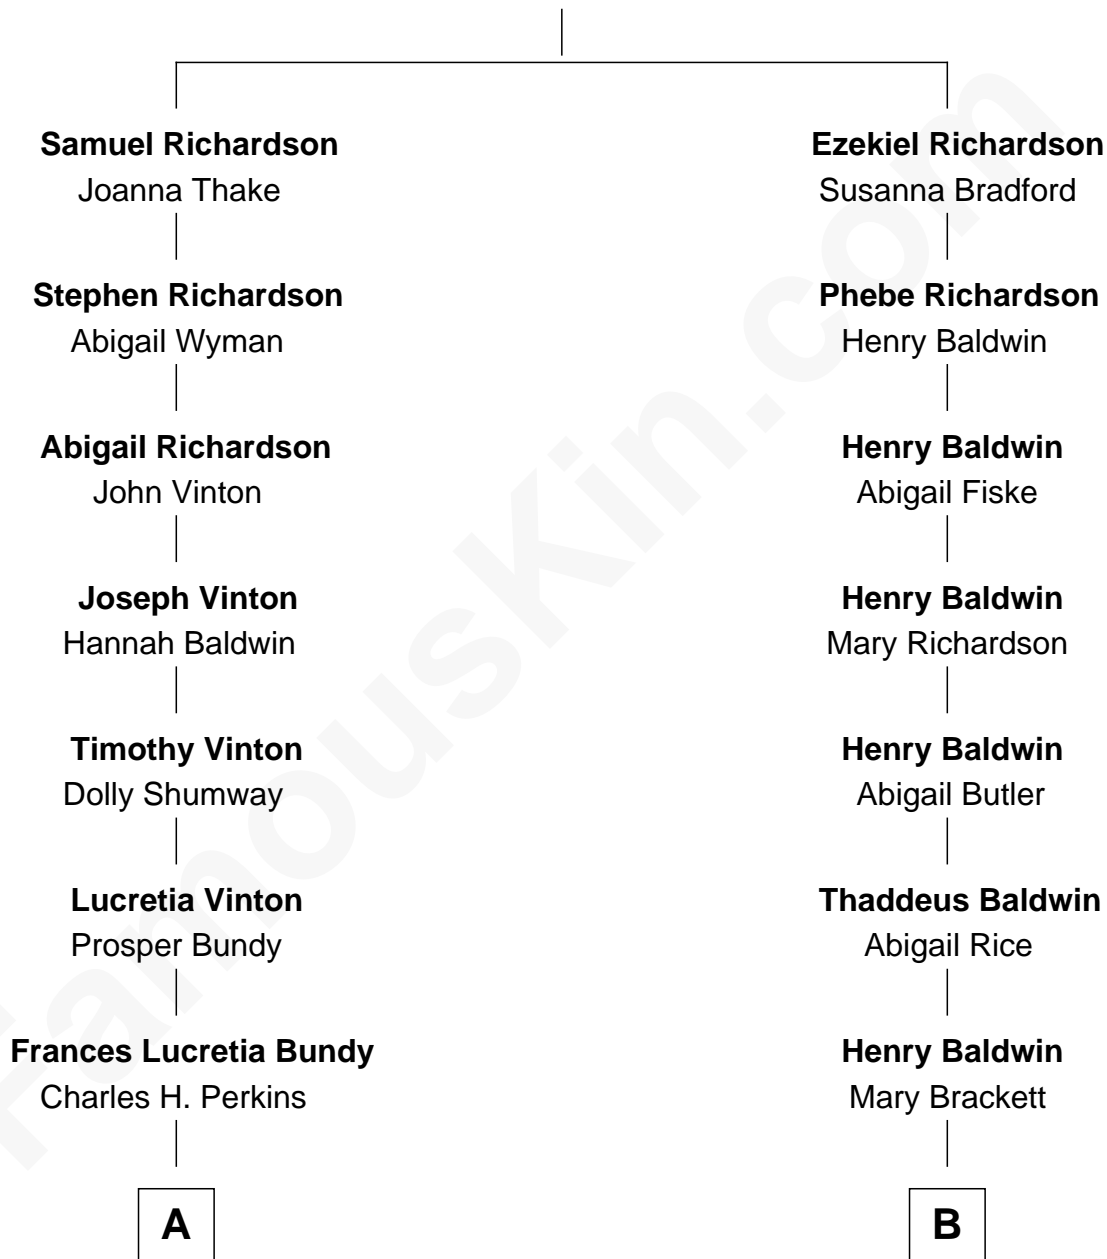 Samuel Richardson
Joanna Thake
Ezekiel Richardson
Susanna Bradford
Stephen Richardson
Abigail Wyman
Phebe Richardson
Henry Baldwin
Abigail Richardson
John Vinton
Henry Baldwin
Abigail Fiske
Joseph Vinton
Hannah Baldwin
Henry Baldwin
Mary Richardson
Timothy Vinton
Dolly Shumway
Henry Baldwin
Abigail Butler
Lucretia Vinton
Prosper Bundy
Thaddeus Baldwin
Abigail Rice
Frances Lucretia Bundy
Charles H. Perkins
Henry Baldwin
Mary Brackett
A
B
FamousKin.com